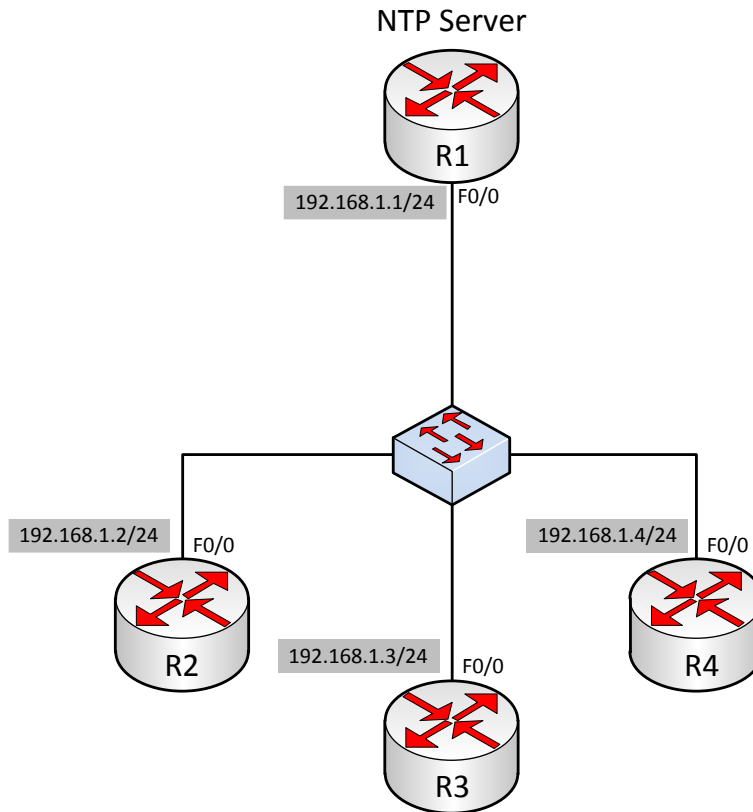 NTP Server
R1
192.168.1.1/24
F0/0
192.168.1.2/24
F0/0
192.168.1.4/24
F0/0
R2
192.168.1.3/24
F0/0
R4
R3